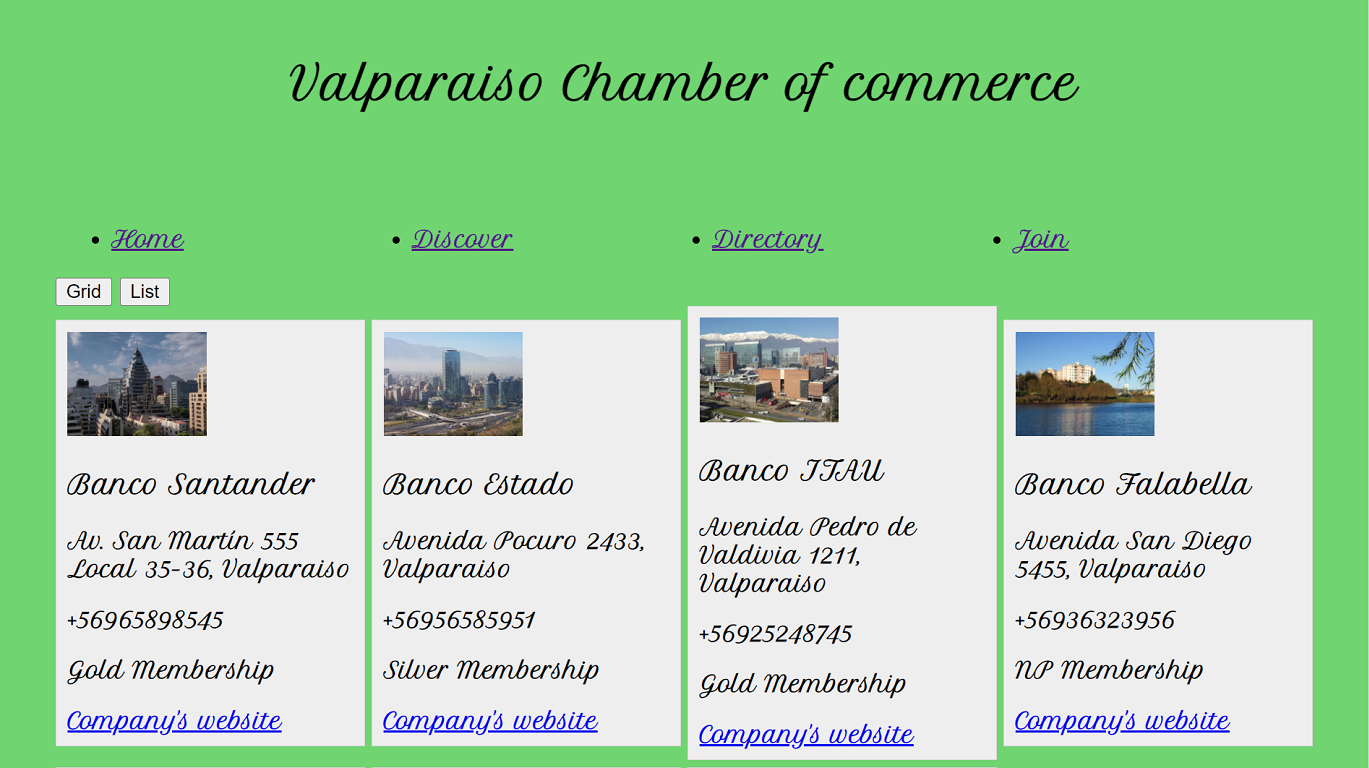 Valparaiso Chamber of commerce
Home
Discover
Directory
Join
Grid
List
Banco Santander
Av. San Martín 555
Local 35-36, Valparaiso
+56965898545
Gold Membership
Company's website
Banco Estado
Avenida Pocuro 2433,
Valparaiso
+56956585951
Silver Membership
Company's website
Banco ITAU
Avenida Pedro de
Valdivia 1211,
Valparaiso
+56925248745
Gold Membership
Company's website
Banco Falabella
Avenida San Diego
5455, Valparaiso
+56936323956
NP Membership
Company's website